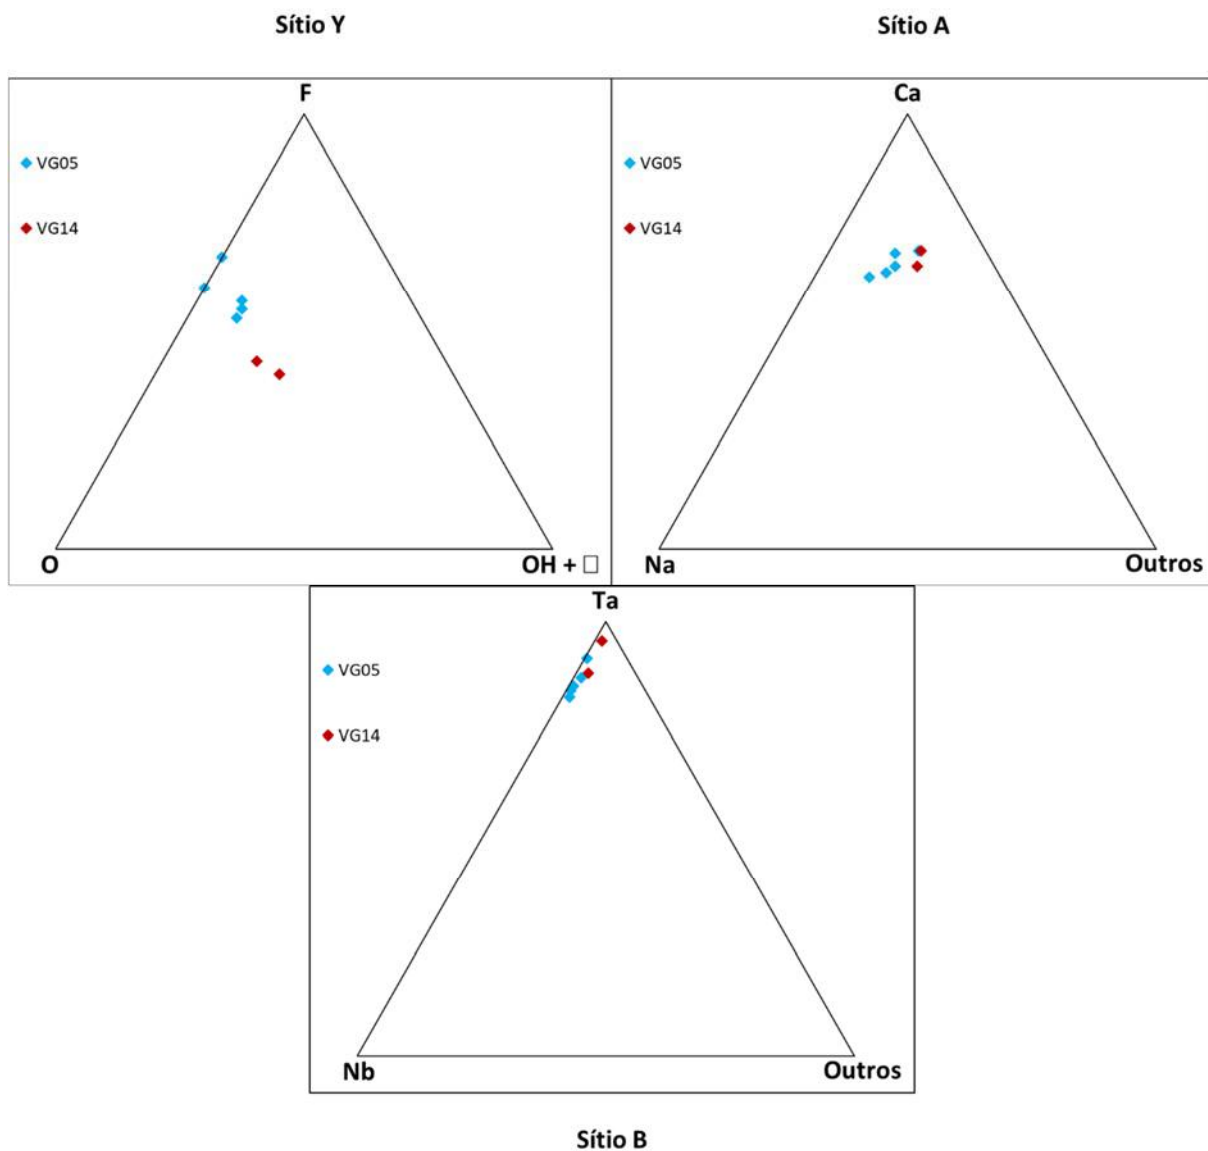 Sítio Y
Sítio A
F
VG05
VG14
O
OH + □
Ca
VG05
VG14
Na
Outros
Ta
VG05
VG14
Nb
Outros
Sítio B